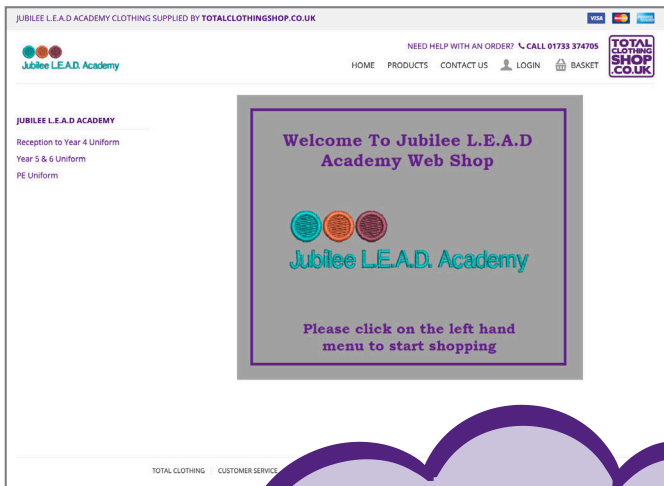 JUBILEE L.E.A.D ACADEMY CLOTHING SUPPLIED BY TOTALCLOTHINGSHOP.CO.UK
VISA
NEED HELP WITH AN ORDER? CALL 01733 374705
Jubilee L.E.A.D. Academy
HOME PRODUCTS CONTACT US LOGIN BASKET
TOTAL
CLOTHING
SHOP
.CO.UK
JUBILEE L.E.A.D ACADEMY
Reception to Year 4 Uniform
Year 5 & 6 Uniform
PE Uniform
Welcome To Jubilee L.E.A.D
Academy Web Shop
Jubilee L.E.A.D. Academy
Please click on the left hand
menu to start shopping
TOTAL CLOTHING CUSTOMER SERVICE